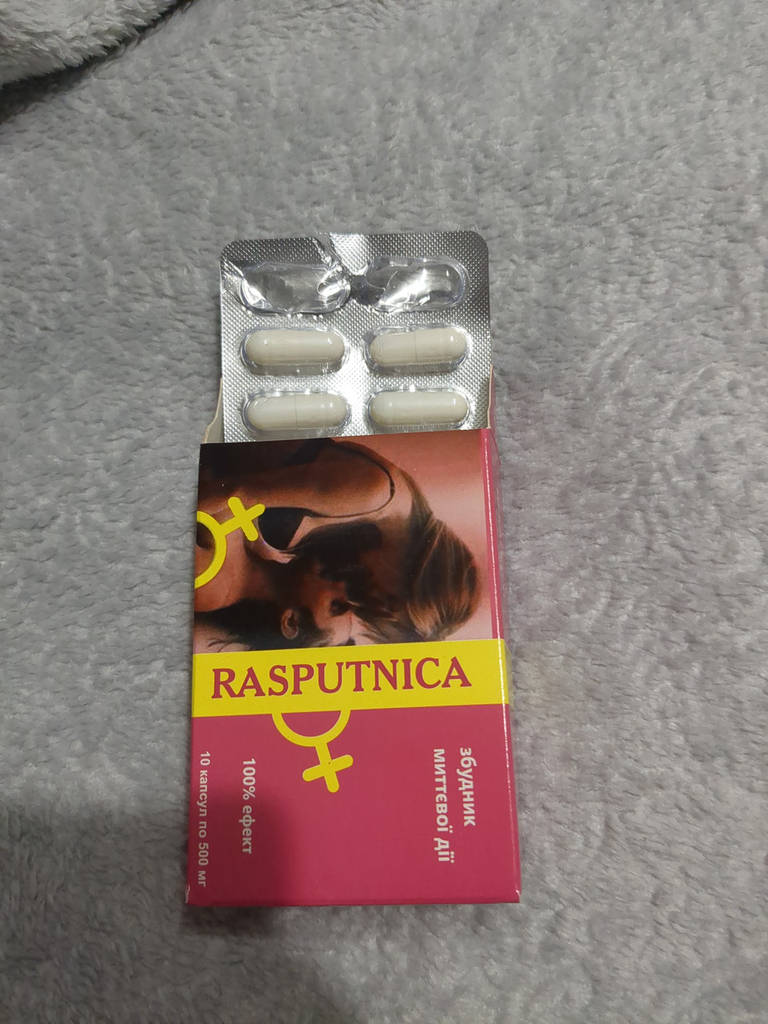 RASPUTNICA
збудник
миттєвої дії
100% ефект
10 капсул по 500 мг